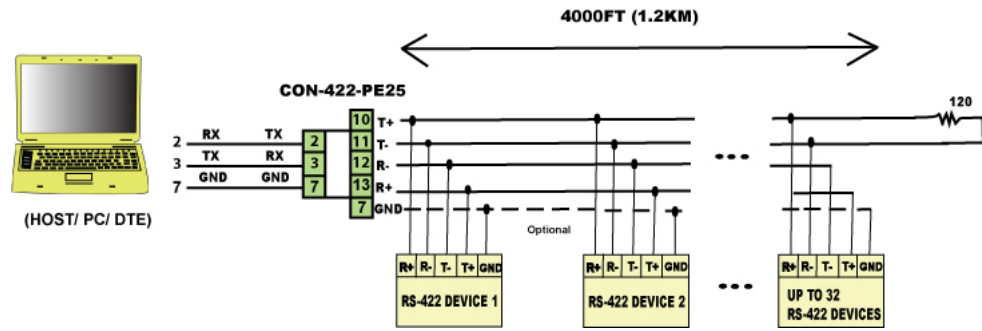 4000FT (1.2KM)
CON-422-PE25
120
10 T+
2 RX TX 2 11 T-
3 TX RX 3 12 R-
7 GND GND 7 13 R+
7 GND
(HOST/ PC/ DTE)
Optional
R+ R- T- T+ GND
RS-422 DEVICE 1
R+ R- T- T+ GND
RS-422 DEVICE 2
R+ R- T- T+ GND
UP TO 32
RS-422 DEVICES